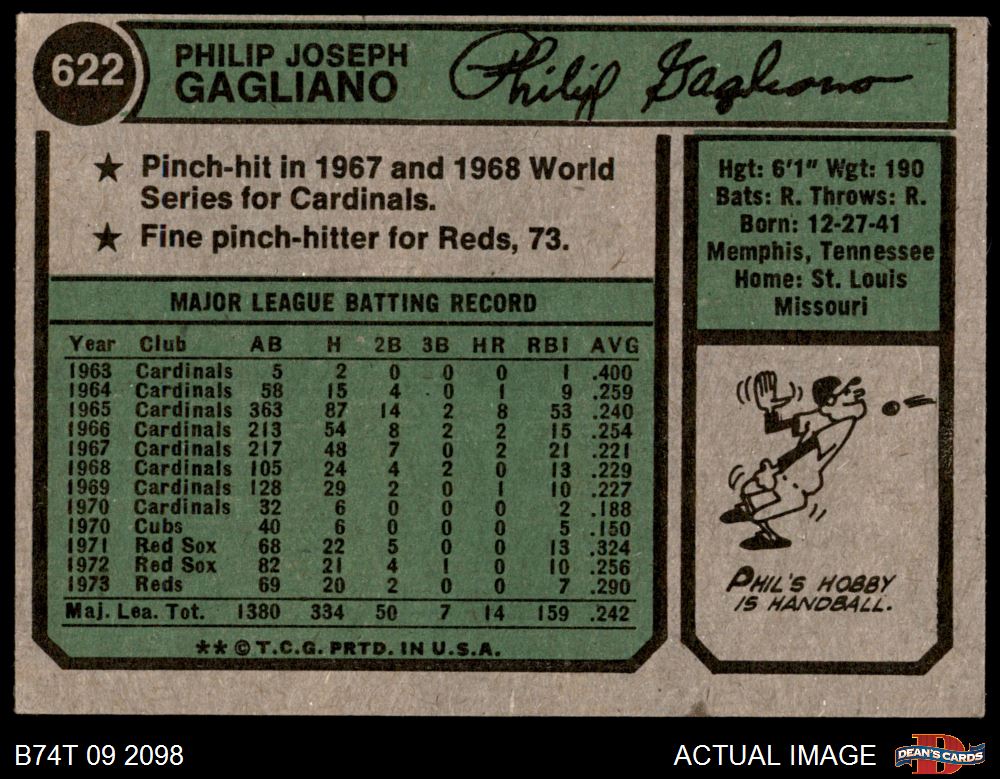 622
PHILIP JOSEPH
GAGLIANO
Philip Gagliano
★ Pinch-hit in 1967 and 1968 World
Series for Cardinals.
★ Fine pinch-hitter for Reds, 73.
Hgt: 6'1" Wgt: 190
Bats: R. Throws: R.
Born: 12-27-41
Memphis, Tennessee
Home: St. Louis
Missouri
MAJOR LEAGUE BATTING RECORD
Year Club AB H 2B 3B HR RBI AVG
1963 Cardinals 5 2 0 0 0 1 .400
1964 Cardinals 58 15 4 0 1 9 .259
1965 Cardinals 363 87 14 2 8 53 .240
1966 Cardinals 213 54 8 2 2 15 .254
1967 Cardinals 217 48 7 0 2 21 .221
1968 Cardinals 105 24 4 2 0 13 .229
1969 Cardinals 128 29 2 0 1 10 .227
1970 Cardinals 32 6 0 0 0 2 .188
1970 Cubs 40 6 0 0 0 5 .150
1971 Red Sox 68 22 5 0 0 13 .324
1972 Red Sox 82 21 4 1 0 10 .256
1973 Reds 69 20 2 0 0 7 .290
Maj. Lea. Tot. 1380 334 50 7 14 159 .242
** © T.C.G. PRTD. IN U.S.A.
PHIL'S HOBBY
IS HANDBALL.
B74T 09 2098
ACTUAL IMAGE
D
DEAN'S CARDS